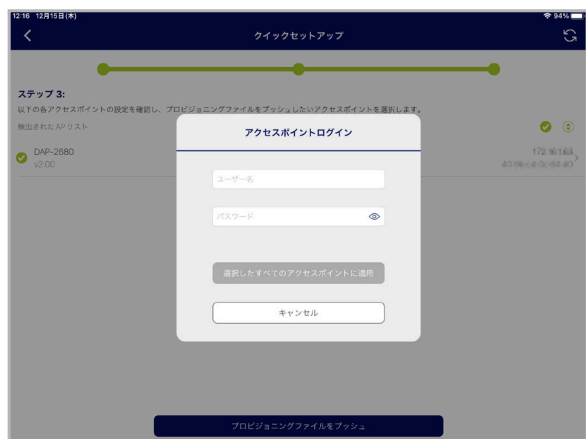 12:16 12月15日(木)
94%
クイックセットアップ
ステップ 3:
以下の各アクセスポイントの設定を確認し、プロビジョニングファイルをプッシュしたいアクセスポイントを選択します。
検出された AP リスト
DAP-2680
v2.00
アクセスポイントログイン
ユーザー名
パスワード
選択したすべてのアクセスポイントに適用
キャンセル
プロビジョニングファイルをプッシュ